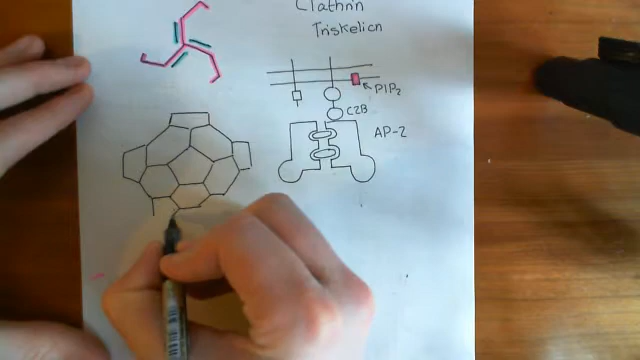 Clathrin
Triskelion
PIP2
C2B
AP-2